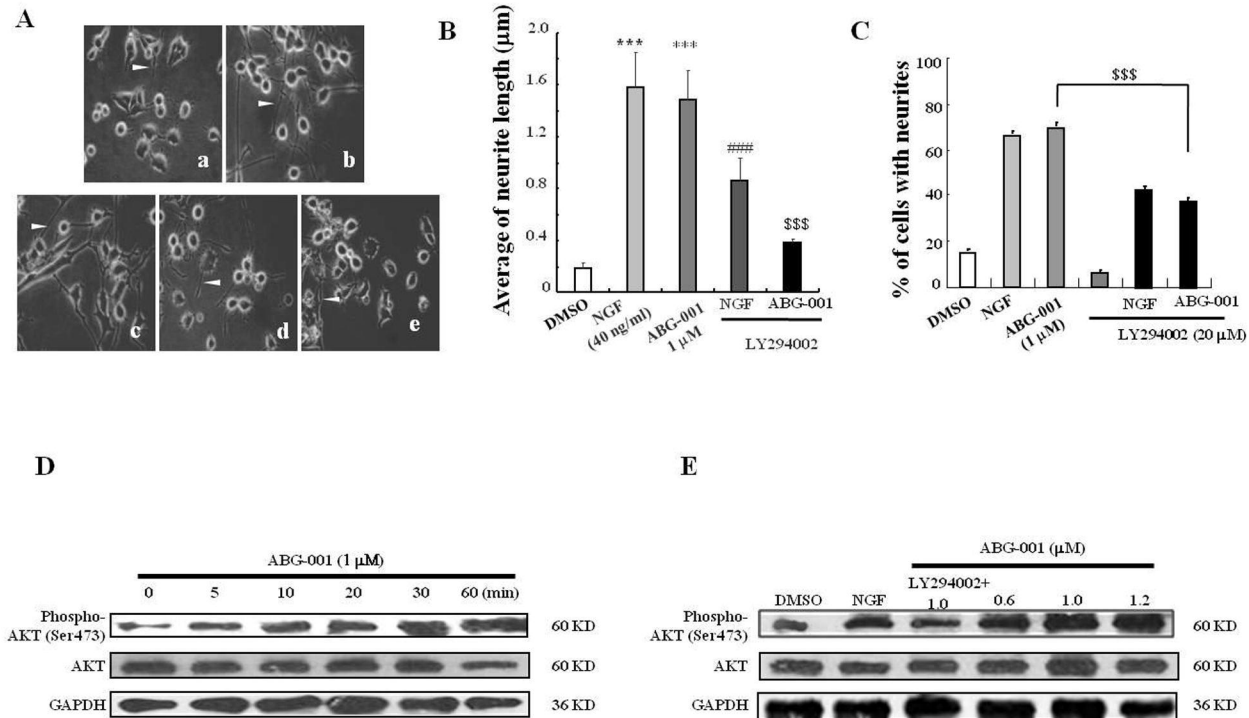 A
a
b
c
d
e
B
Average of neurite length (μm)
2.0
1.6
1.2
0.8
0.4
0
***
***
###
$$$
DMSO
NGF
(40 ng/ml)
ABG-001
1 μM
NGF
ABG-001
LY294002
C
% of cells with neurites
100
80
60
40
20
0
$$$
DMSO
NGF
ABG-001
(1 μM)
NGF
ABG-001
LY294002 (20 μM)
D
ABG-001 (1 μM)
0 5 10 20 30 60 (min)
Phospho-
AKT (Ser473)
60 KD
AKT
60 KD
GAPDH
36 KD
E
ABG-001 (μM)
DMSO NGF LY294002+
1.0 0.6 1.0 1.2
Phospho-
AKT (Ser473)
60 KD
AKT
60 KD
GAPDH
36 KD